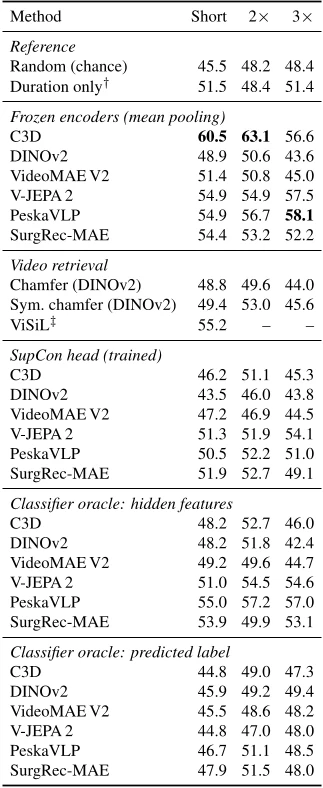 Method Short 2× 3×
Reference
Random (chance) 45.5 48.2 48.4
Duration only† 51.5 48.4 51.4
Frozen encoders (mean pooling)
C3D 60.5 63.1 56.6
DINOv2 48.9 50.6 43.6
VideoMAE V2 51.4 50.8 45.0
V-JEPA 2 54.9 54.9 57.5
PeskaVLP 54.9 56.7 58.1
SurgRec-MAE 54.4 53.2 52.2
Video retrieval
Chamfer (DINOv2) 48.8 49.6 44.0
Sym. chamfer (DINOv2) 49.4 53.0 45.6
ViSiL‡ 55.2 – –
SupCon head (trained)
C3D 46.2 51.1 45.3
DINOv2 43.5 46.0 43.8
VideoMAE V2 47.2 46.9 44.5
V-JEPA 2 51.3 51.9 54.1
PeskaVLP 50.5 52.2 51.0
SurgRec-MAE 51.9 52.7 49.1
Classifier oracle: hidden features
C3D 48.2 52.7 46.0
DINOv2 48.2 51.8 42.4
VideoMAE V2 49.2 49.6 44.7
V-JEPA 2 51.0 54.5 54.6
PeskaVLP 55.0 57.2 57.0
SurgRec-MAE 53.9 49.9 53.1
Classifier oracle: predicted label
C3D 44.8 49.0 47.3
DINOv2 45.9 49.2 49.4
VideoMAE V2 45.5 48.6 48.2
V-JEPA 2 44.8 47.0 48.0
PeskaVLP 46.7 51.1 48.5
SurgRec-MAE 47.9 51.5 48.0